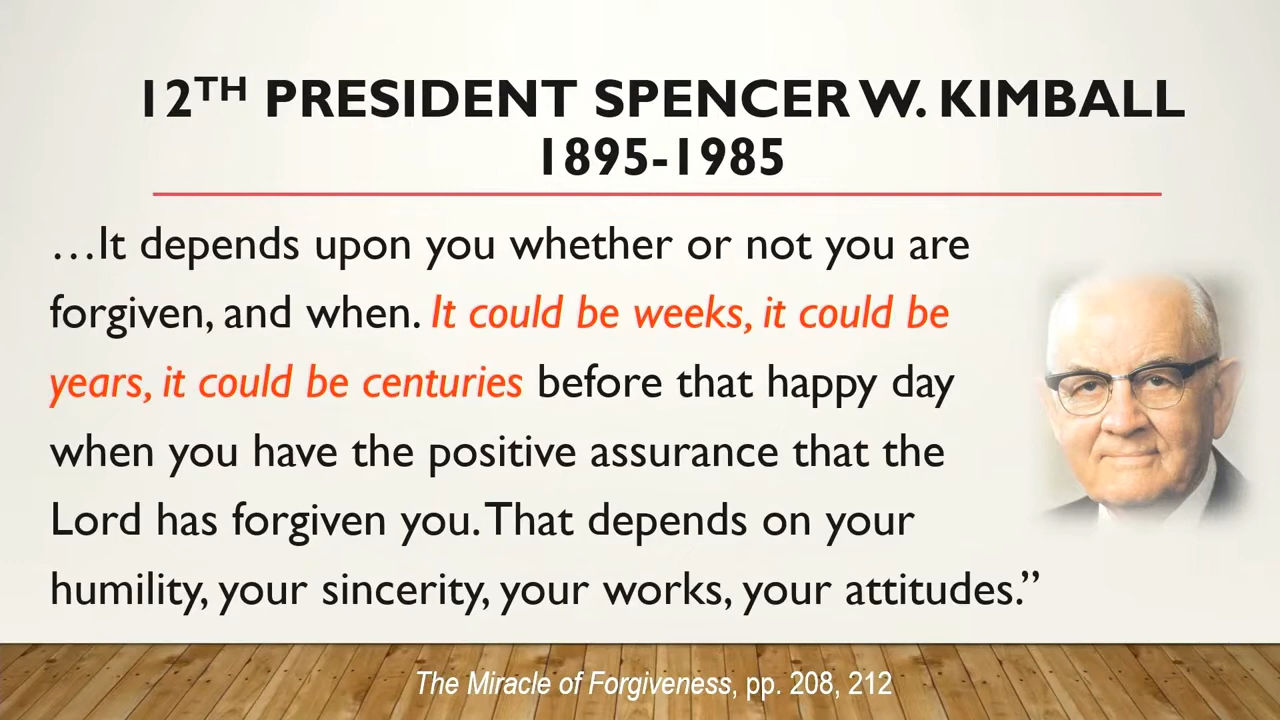 12TH PRESIDENT SPENCER W. KIMBALL
1895-1985
…It depends upon you whether or not you are
forgiven, and when. It could be weeks, it could be
years, it could be centuries before that happy day
when you have the positive assurance that the
Lord has forgiven you. That depends on your
humility, your sincerity, your works, your attitudes.”
The Miracle of Forgiveness, pp. 208, 212